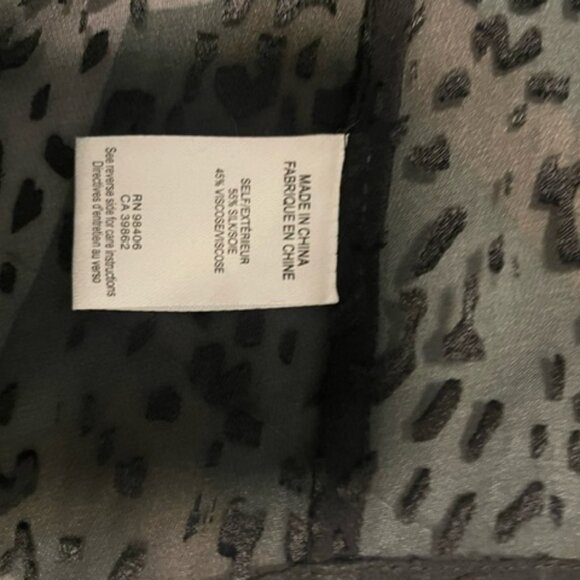 MADE IN CHINA
FABRIQUE EN CHINE
SELF/EXTÉRIEUR
55% SILK/SOIE
45% VISCOSE/VISCOSE
RN 98406
CA 39862
See reverse side for care instructions
Directives d'entretien au verso